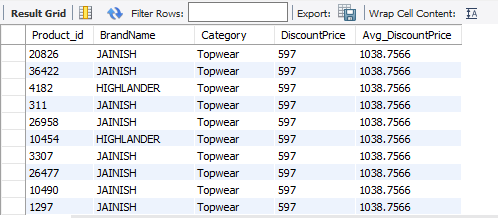 Result Grid Filter Rows: Export: Wrap Cell Content:
Product_id BrandName Category DiscountPrice Avg_DiscountPrice
20826 JAINISH Topwear 597 1038.7566
36422 JAINISH Topwear 597 1038.7566
4182 HIGHLANDER Topwear 597 1038.7566
311 JAINISH Topwear 597 1038.7566
26958 JAINISH Topwear 597 1038.7566
10454 HIGHLANDER Topwear 597 1038.7566
3307 JAINISH Topwear 597 1038.7566
26477 JAINISH Topwear 597 1038.7566
10490 JAINISH Topwear 597 1038.7566
1297 JAINISH Topwear 597 1038.7566